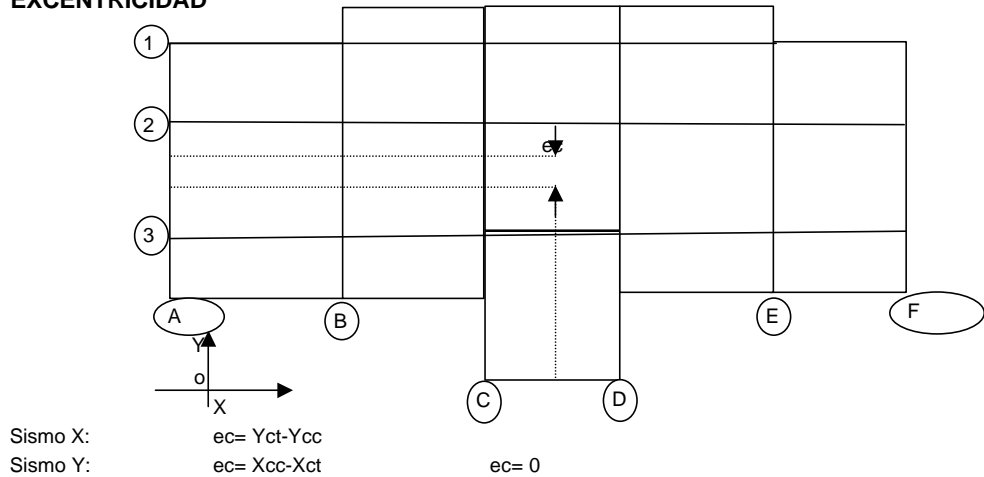 EXCENTRICIDAD
1
2
ec
3
A
B
E
F
Y
o
X
C
D
Sismo X: ec= Yct-Ycc
Sismo Y: ec= Xcc-Xct ec= 0